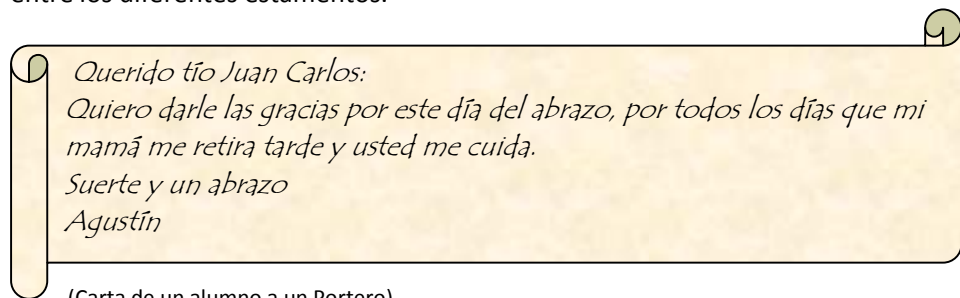 entre los diferentes estamentos.
Querido tío Juan Carlos:
Quiero darle las gracias por este día del abrazo, por todos los días que mi
mamá me retira tarde y usted me cuida.
Suerte y un abrazo
Agustín
(Carta de un alumno a un Portero)